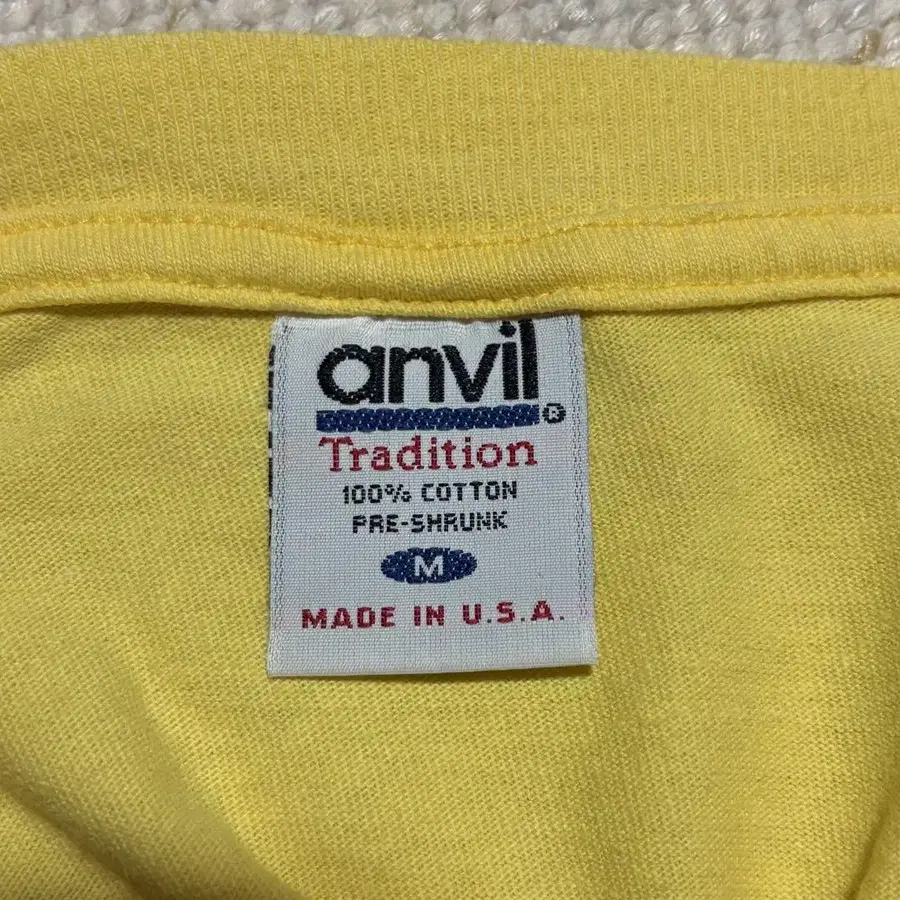 anvil®
Tradition
100% COTTON
PRE-SHRUNK
M
MADE IN U.S.A.